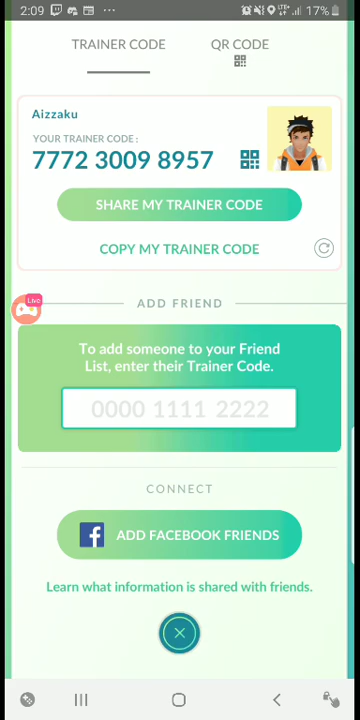 2:09 LTE+ 17%
TRAINER CODE QR CODE
Aizzaku
YOUR TRAINER CODE :
7772 3009 8957
SHARE MY TRAINER CODE
COPY MY TRAINER CODE
Live
ADD FRIEND
To add someone to your Friend
List, enter their Trainer Code.
0000 1111 2222
CONNECT
ADD FACEBOOK FRIENDS
Learn what information is shared with friends.